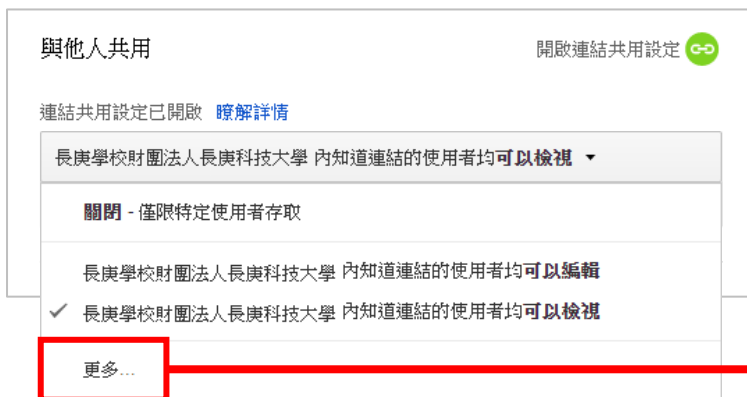 與他人共用
開啟連結共用設定
連結共用設定已開啟 瞭解詳情
長庚學校財團法人長庚科技大學 內知道連結的使用者均可以檢視
關閉 - 僅限特定使用者存取
長庚學校財團法人長庚科技大學 內知道連結的使用者均可以編輯
長庚學校財團法人長庚科技大學 內知道連結的使用者均可以檢視
更多...